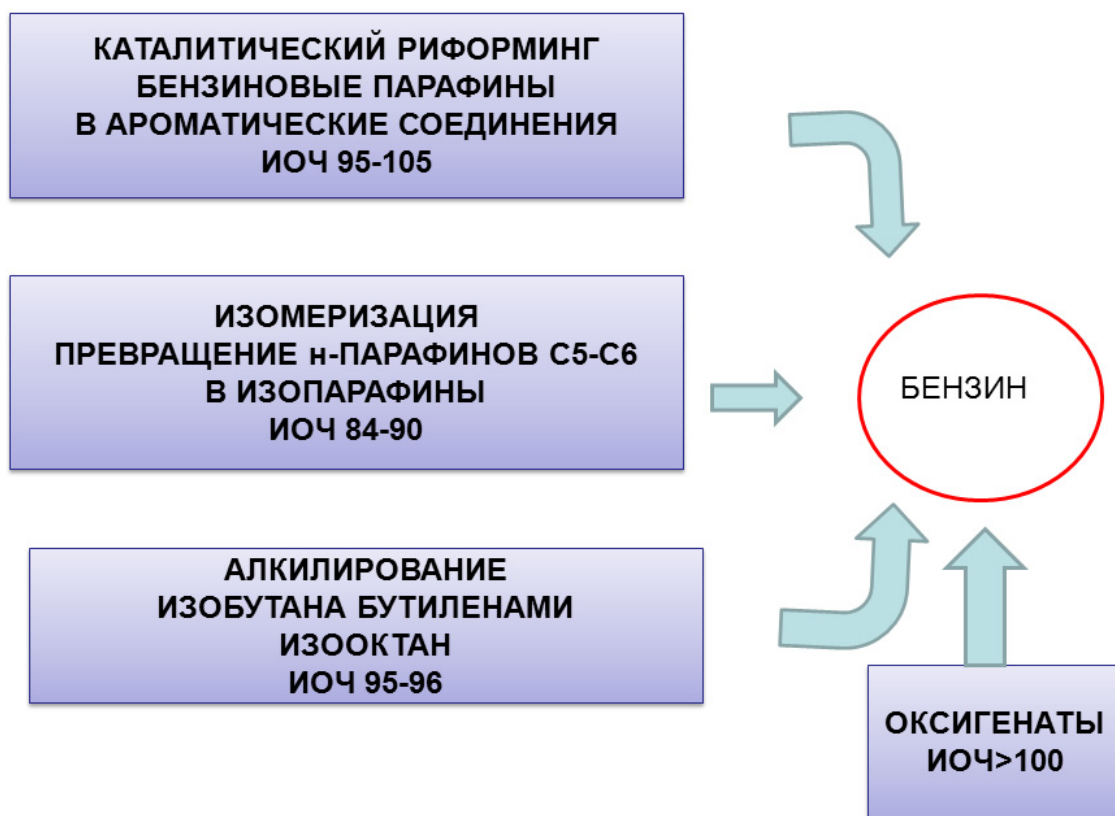 КАТАЛИТИЧЕСКИЙ РИФОРМИНГ
БЕНЗИНОВЫЕ ПАРАФИНЫ
В АРОМАТИЧЕСКИЕ СОЕДИНЕНИЯ
ИОЧ 95-105
ИЗОМЕРИЗАЦИЯ
ПРЕВРАЩЕНИЕ н-ПАРАФИНОВ С5-С6
В ИЗОПАРАФИНЫ
ИОЧ 84-90
БЕНЗИН
АЛКИЛИРОВАНИЕ
ИЗОБУТАНА БУТИЛЕНАМИ
ИЗООКТАН
ИОЧ 95-96
ОКСИГЕНАТЫ
ИОЧ>100